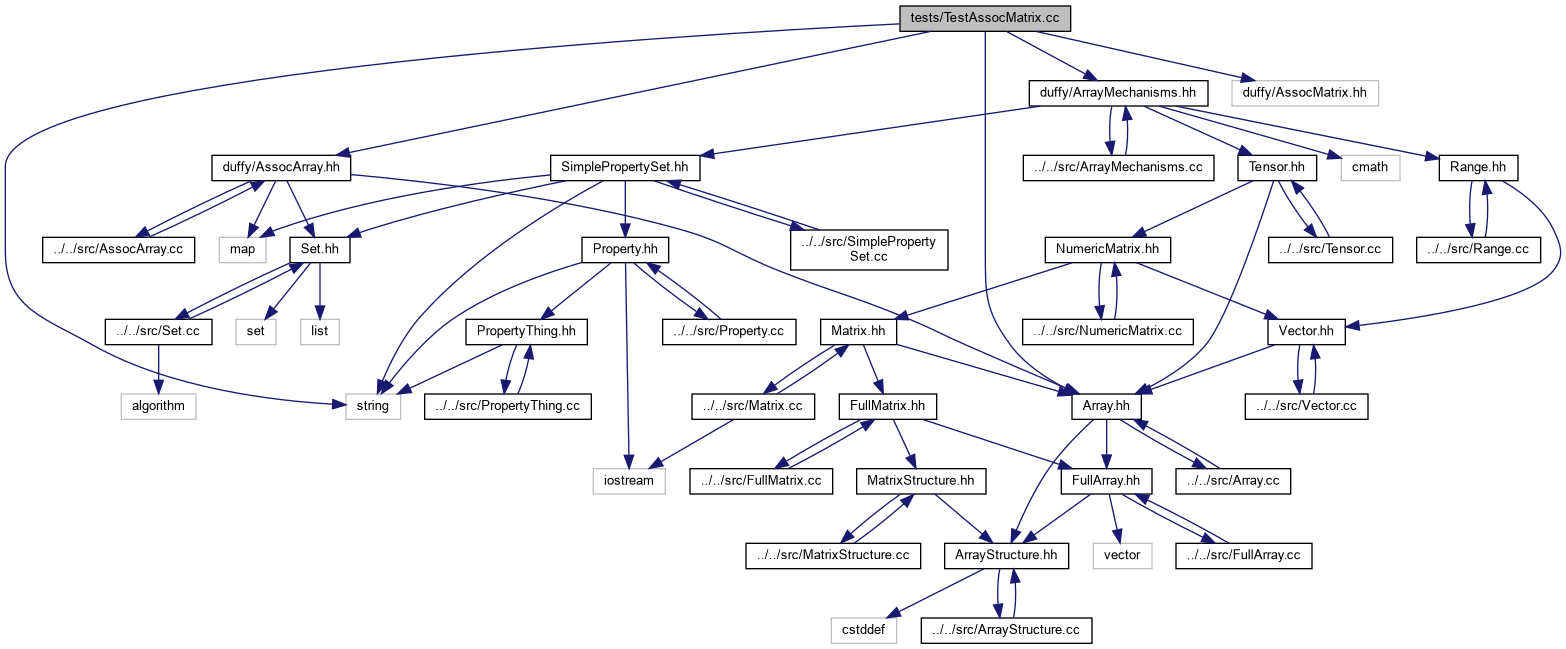 tests/TestAssocMatrix.cc
duffy/ArrayMechanisms.hh
duffy/AssocMatrix.hh
duffy/AssocArray.hh
SimplePropertySet.hh
../../src/ArrayMechanisms.cc
Tensor.hh
cmath
Range.hh
../../src/AssocArray.cc
map
Set.hh
Property.hh
../../src/SimpleProperty
Set.cc
NumericMatrix.hh
../../src/Tensor.cc
../../src/Range.cc
../../src/Set.cc
set
list
PropertyThing.hh
../../src/Property.cc
Matrix.hh
../../src/NumericMatrix.cc
Vector.hh
algorithm
string
../../src/PropertyThing.cc
../../src/Matrix.cc
FullMatrix.hh
Array.hh
../../src/Vector.cc
iostream
../../src/FullMatrix.cc
MatrixStructure.hh
FullArray.hh
../../src/Array.cc
../../src/MatrixStructure.cc
ArrayStructure.hh
vector
../../src/FullArray.cc
cstddef
../../src/ArrayStructure.cc